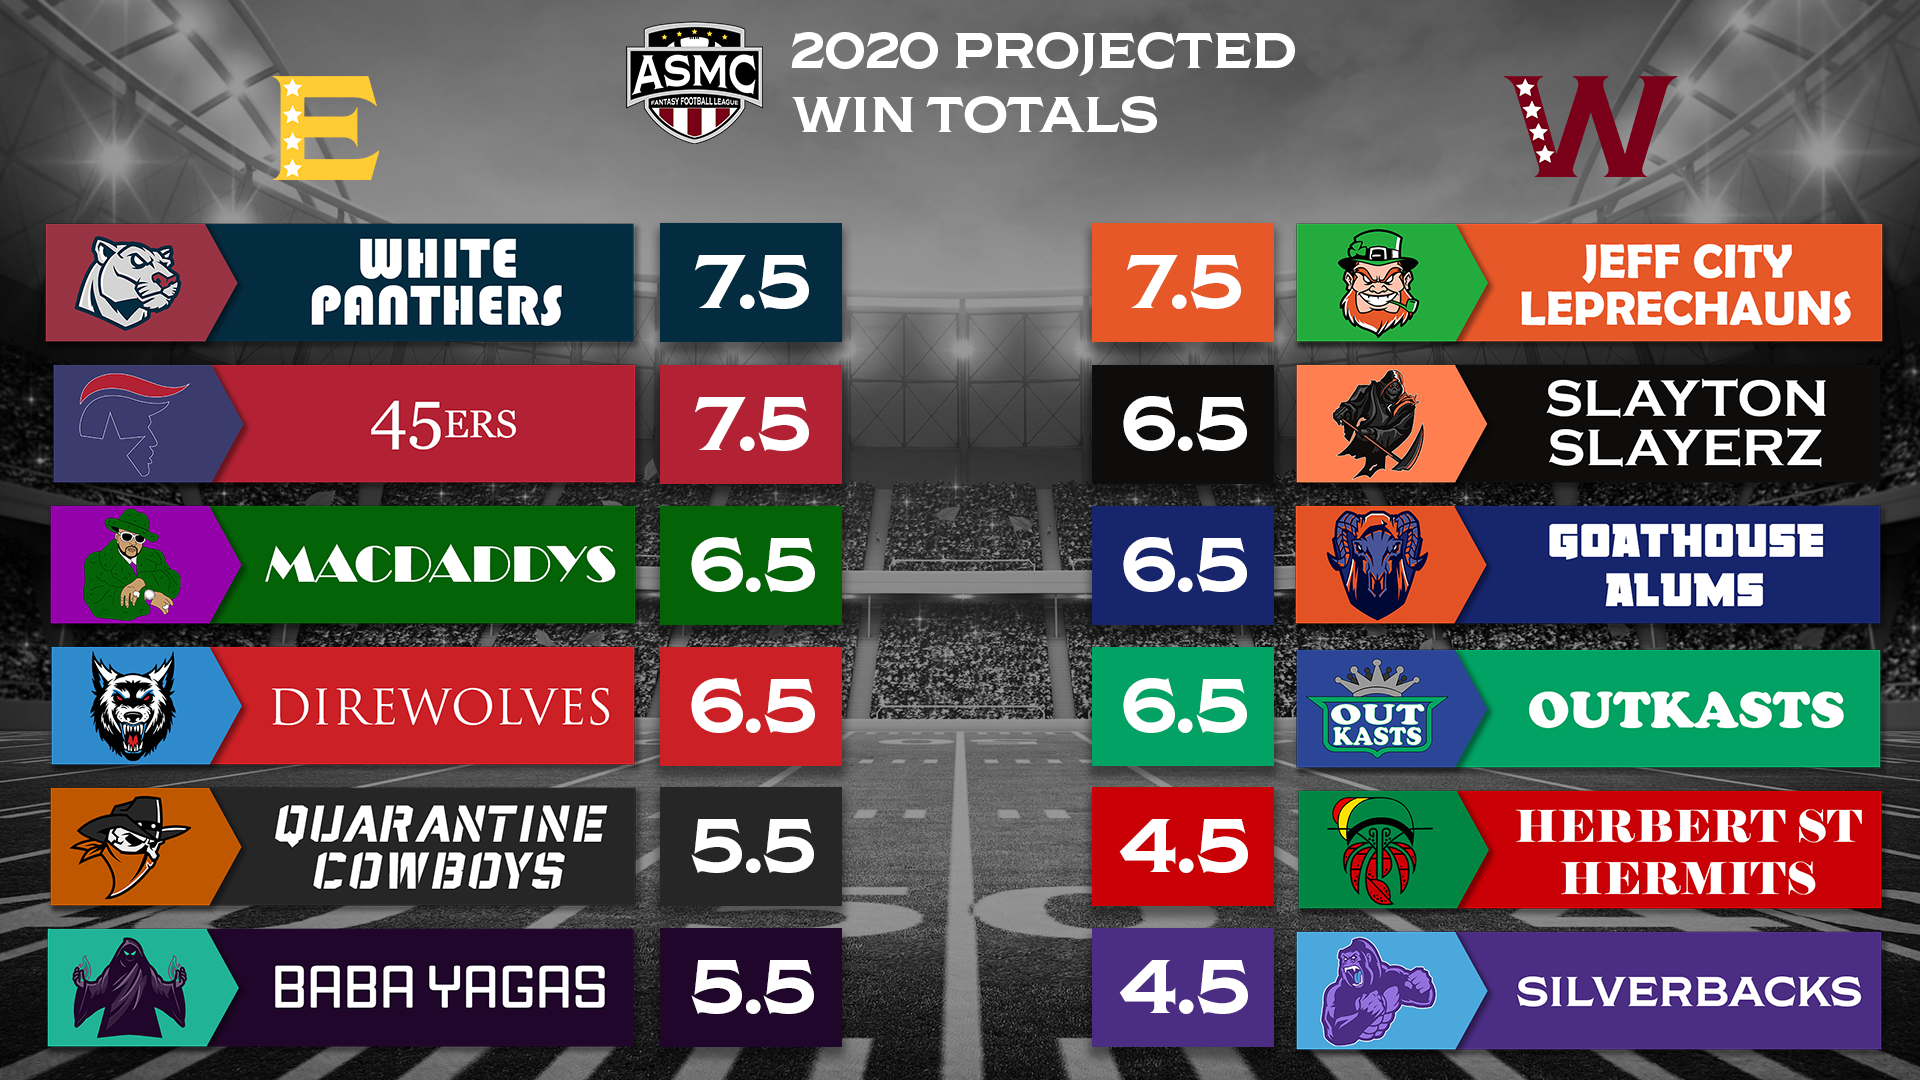 ASMC
FANTASY FOOTBALL LEAGUE
2020 PROJECTED
WIN TOTALS
E
W
WHITE
PANTHERS
7.5
7.5
JEFF CITY
LEPRECHAUNS
45ERS
7.5
6.5
SLAYTON
SLAYERZ
MACDADDYS
6.5
6.5
GOATHOUSE
ALUMS
DIREWOLVES
6.5
6.5
OUT
KASTS
OUTKASTS
QUARANTINE
COWBOYS
5.5
4.5
HERBERT ST
HERMITS
BABA YAGAS
5.5
4.5
SILVERBACKS
50